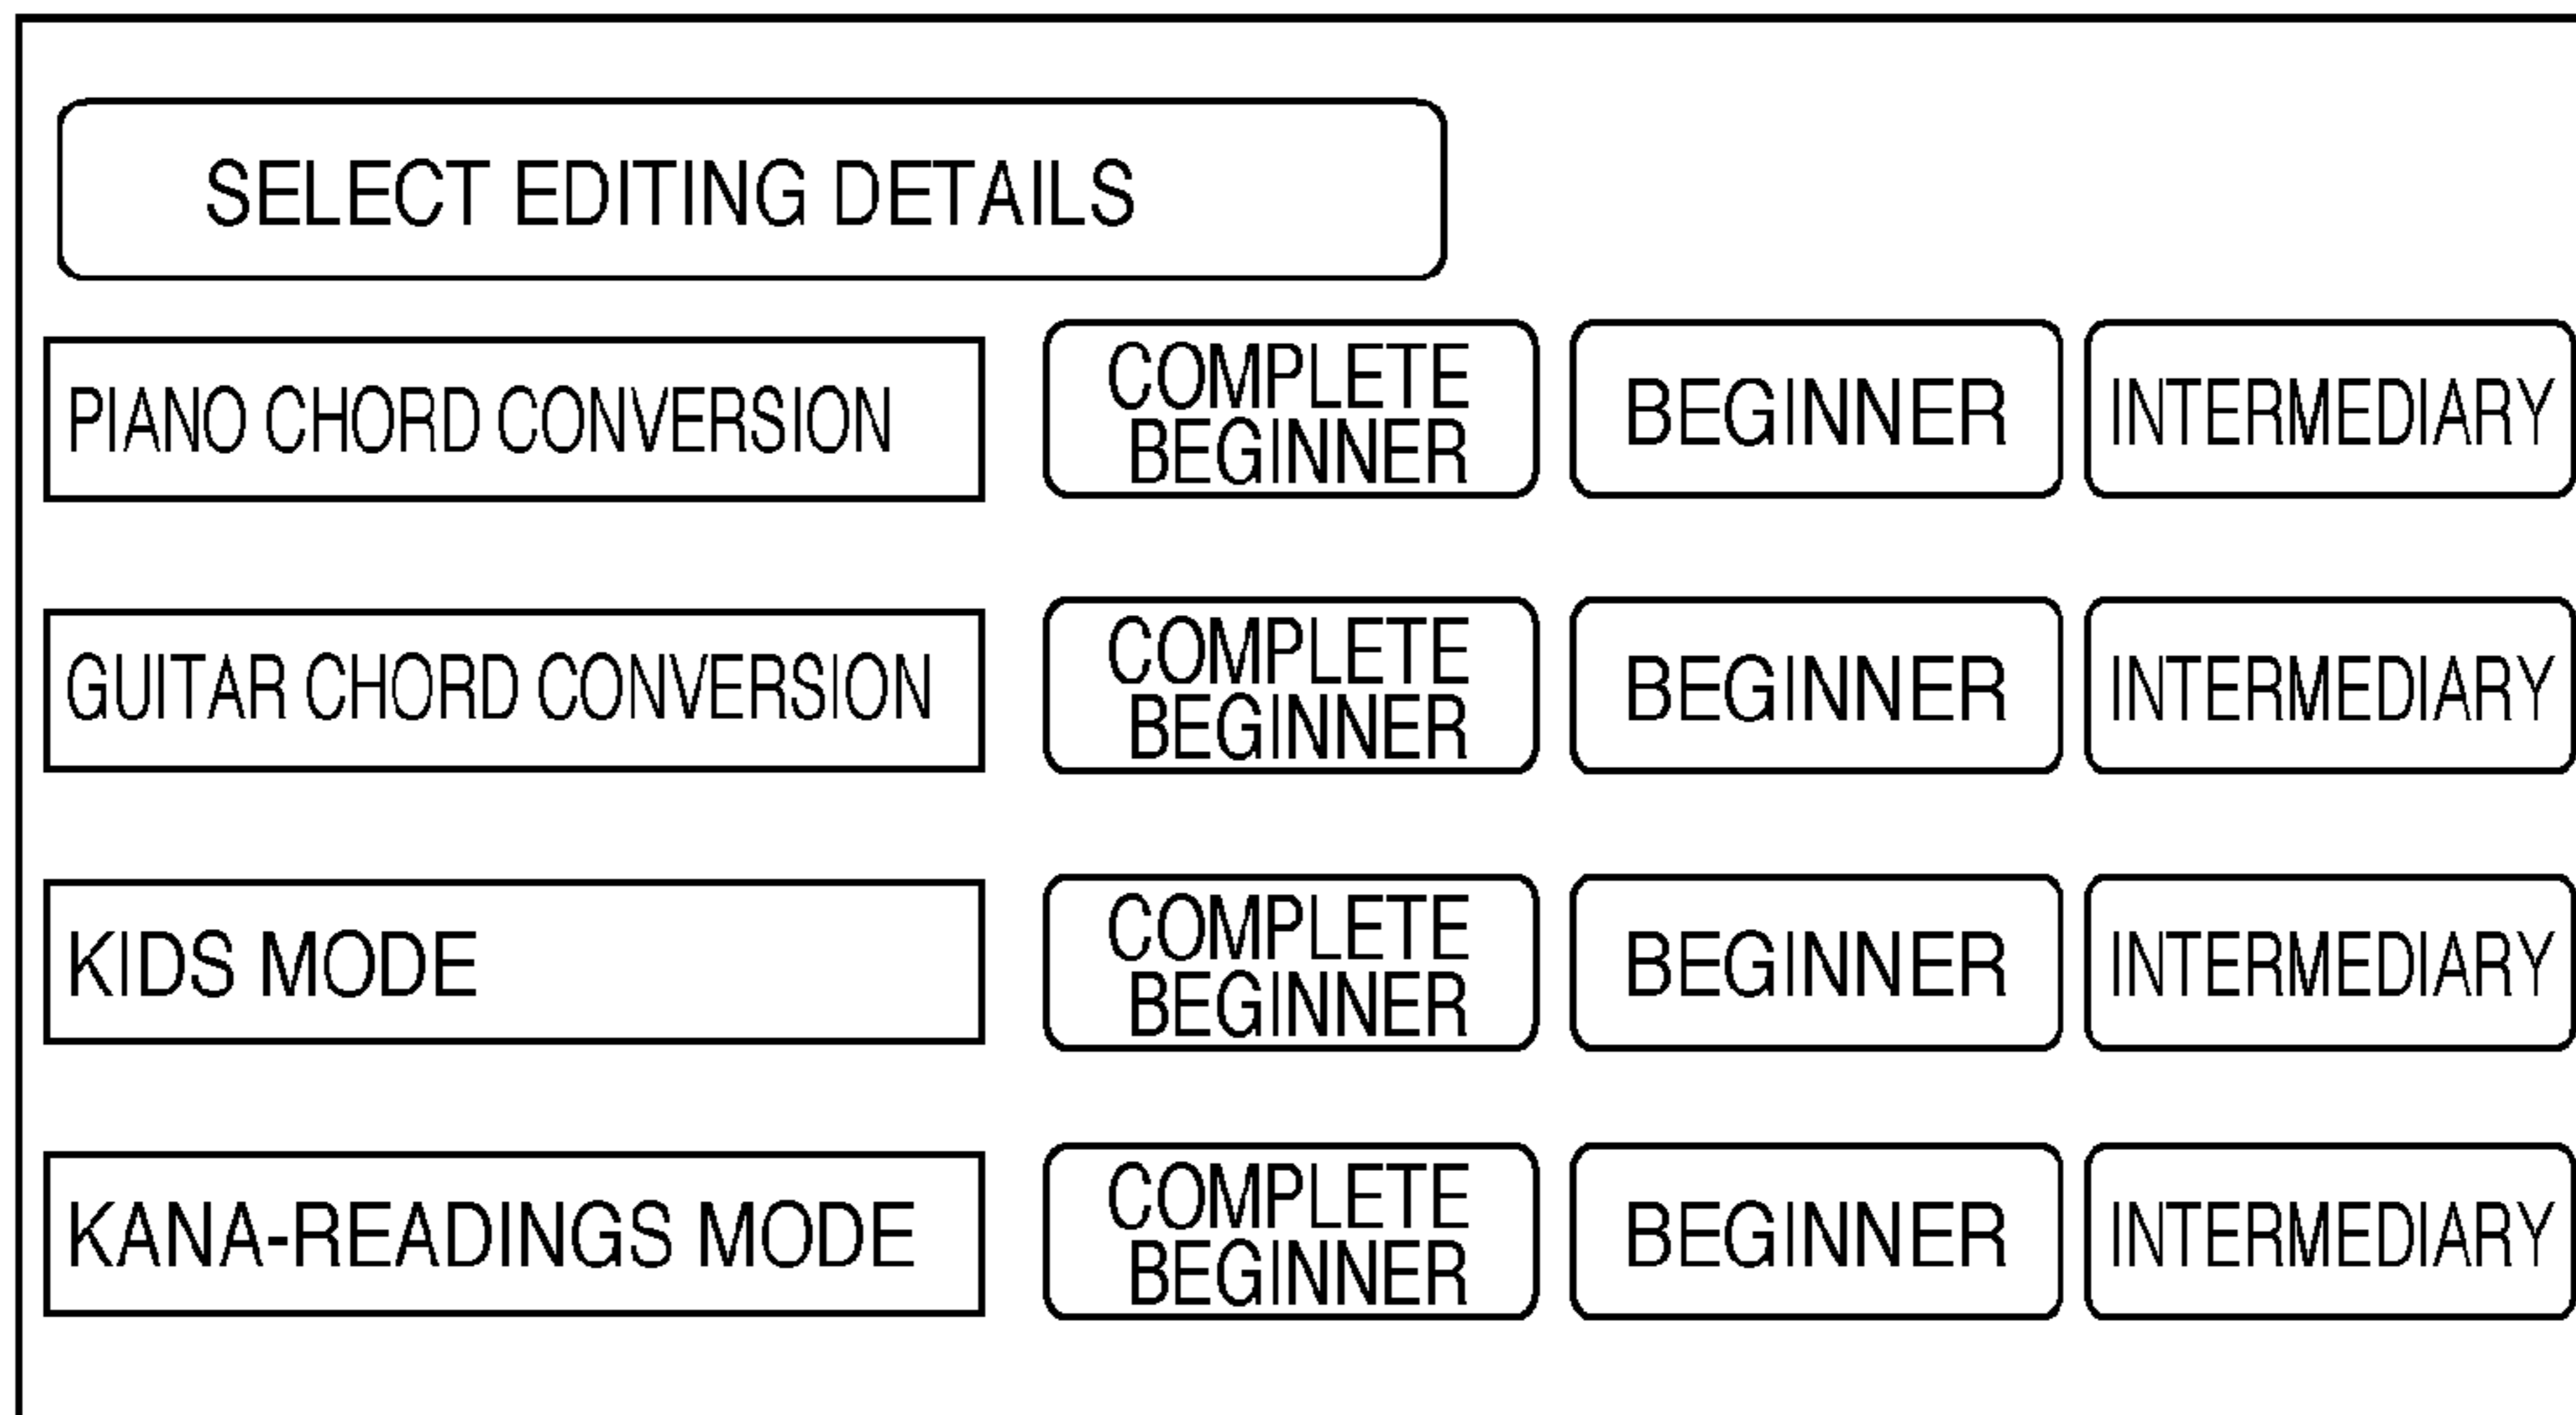 SELECT EDITING DETAILS
PIANO CHORD CONVERSION
COMPLETE
BEGINNER
BEGINNER
INTERMEDIARY
GUITAR CHORD CONVERSION
COMPLETE
BEGINNER
BEGINNER
INTERMEDIARY
KIDS MODE
COMPLETE
BEGINNER
BEGINNER
INTERMEDIARY
KANA-READINGS MODE
COMPLETE
BEGINNER
BEGINNER
INTERMEDIARY